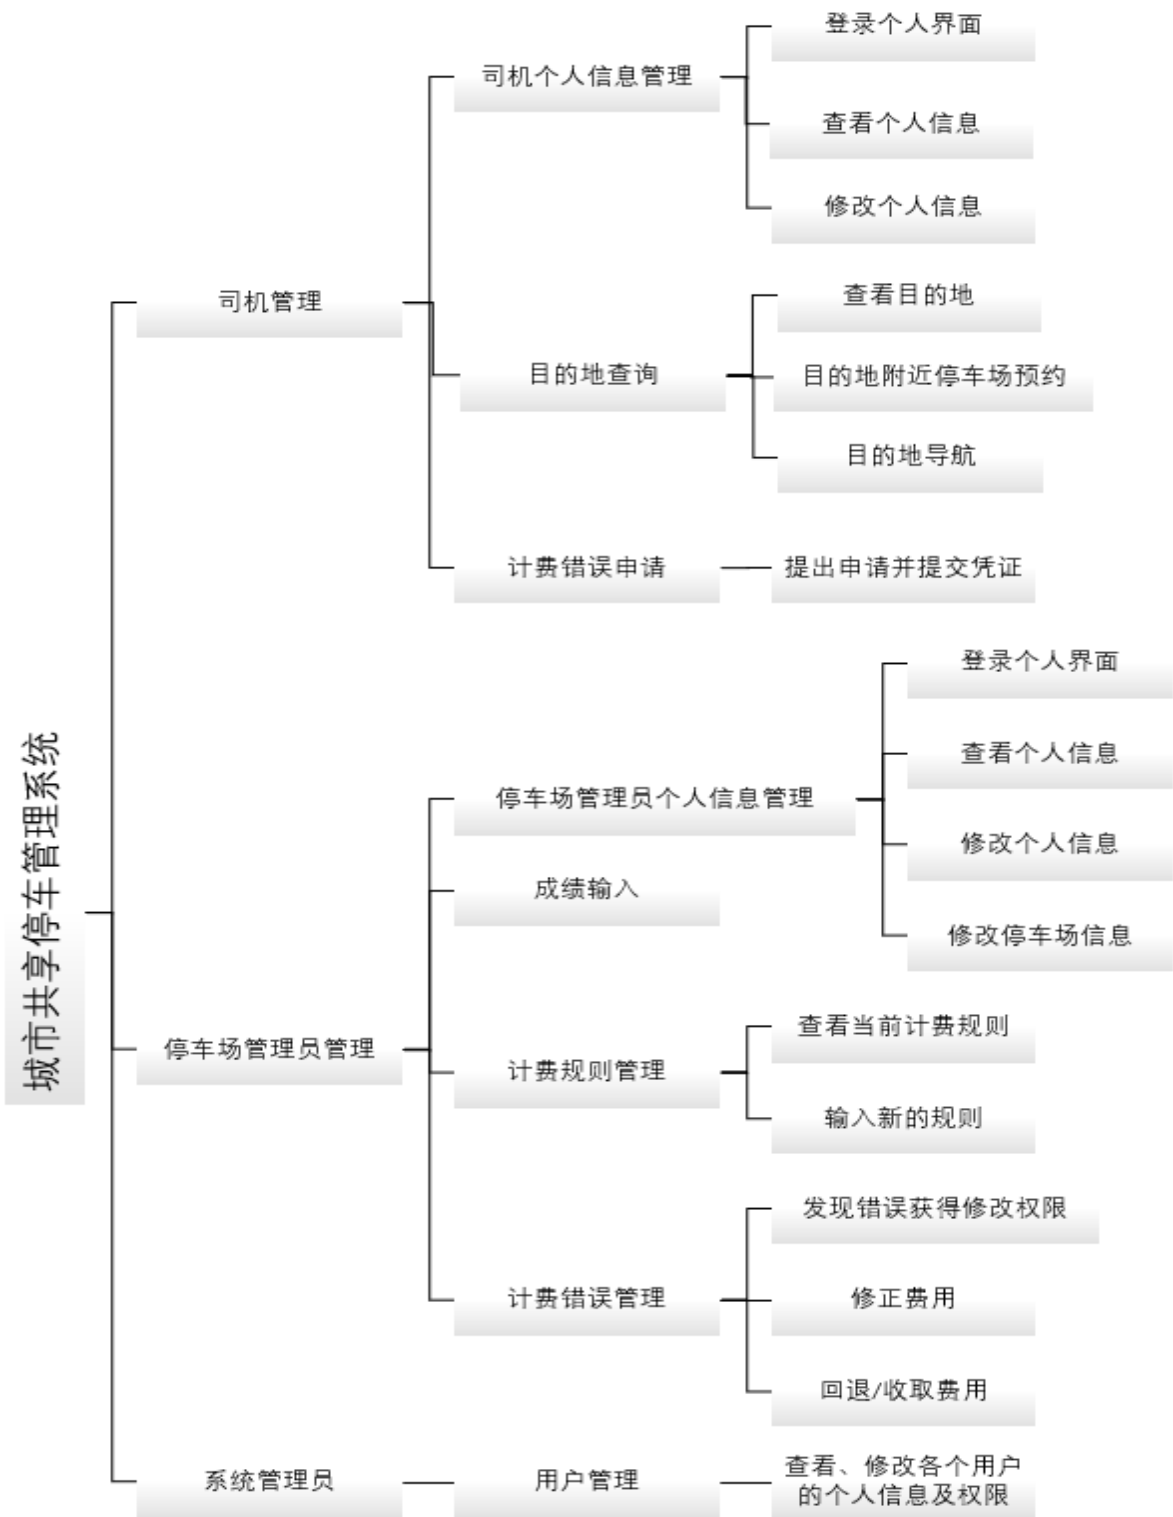 城市共享停车管理系统
司机管理
司机个人信息管理
登录个人界面
查看个人信息
修改个人信息
目的地查询
查看目的地
目的地附近停车场预约
目的地导航
计费错误申请
提出申请并提交凭证
停车场管理员管理
停车场管理员个人信息管理
登录个人界面
查看个人信息
修改个人信息
修改停车场信息
成绩输入
计费规则管理
查看当前计费规则
输入新的规则
计费错误管理
发现错误获得修改权限
修正费用
回退/收取费用
系统管理员
用户管理
查看、修改各个用户
的个人信息及权限